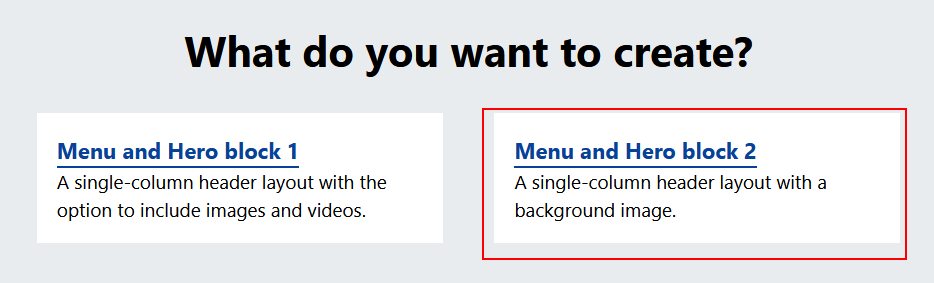 What do you want to create?
Menu and Hero block 1
A single-column header layout with the
option to include images and videos.
Menu and Hero block 2
A single-column header layout with a
background image.